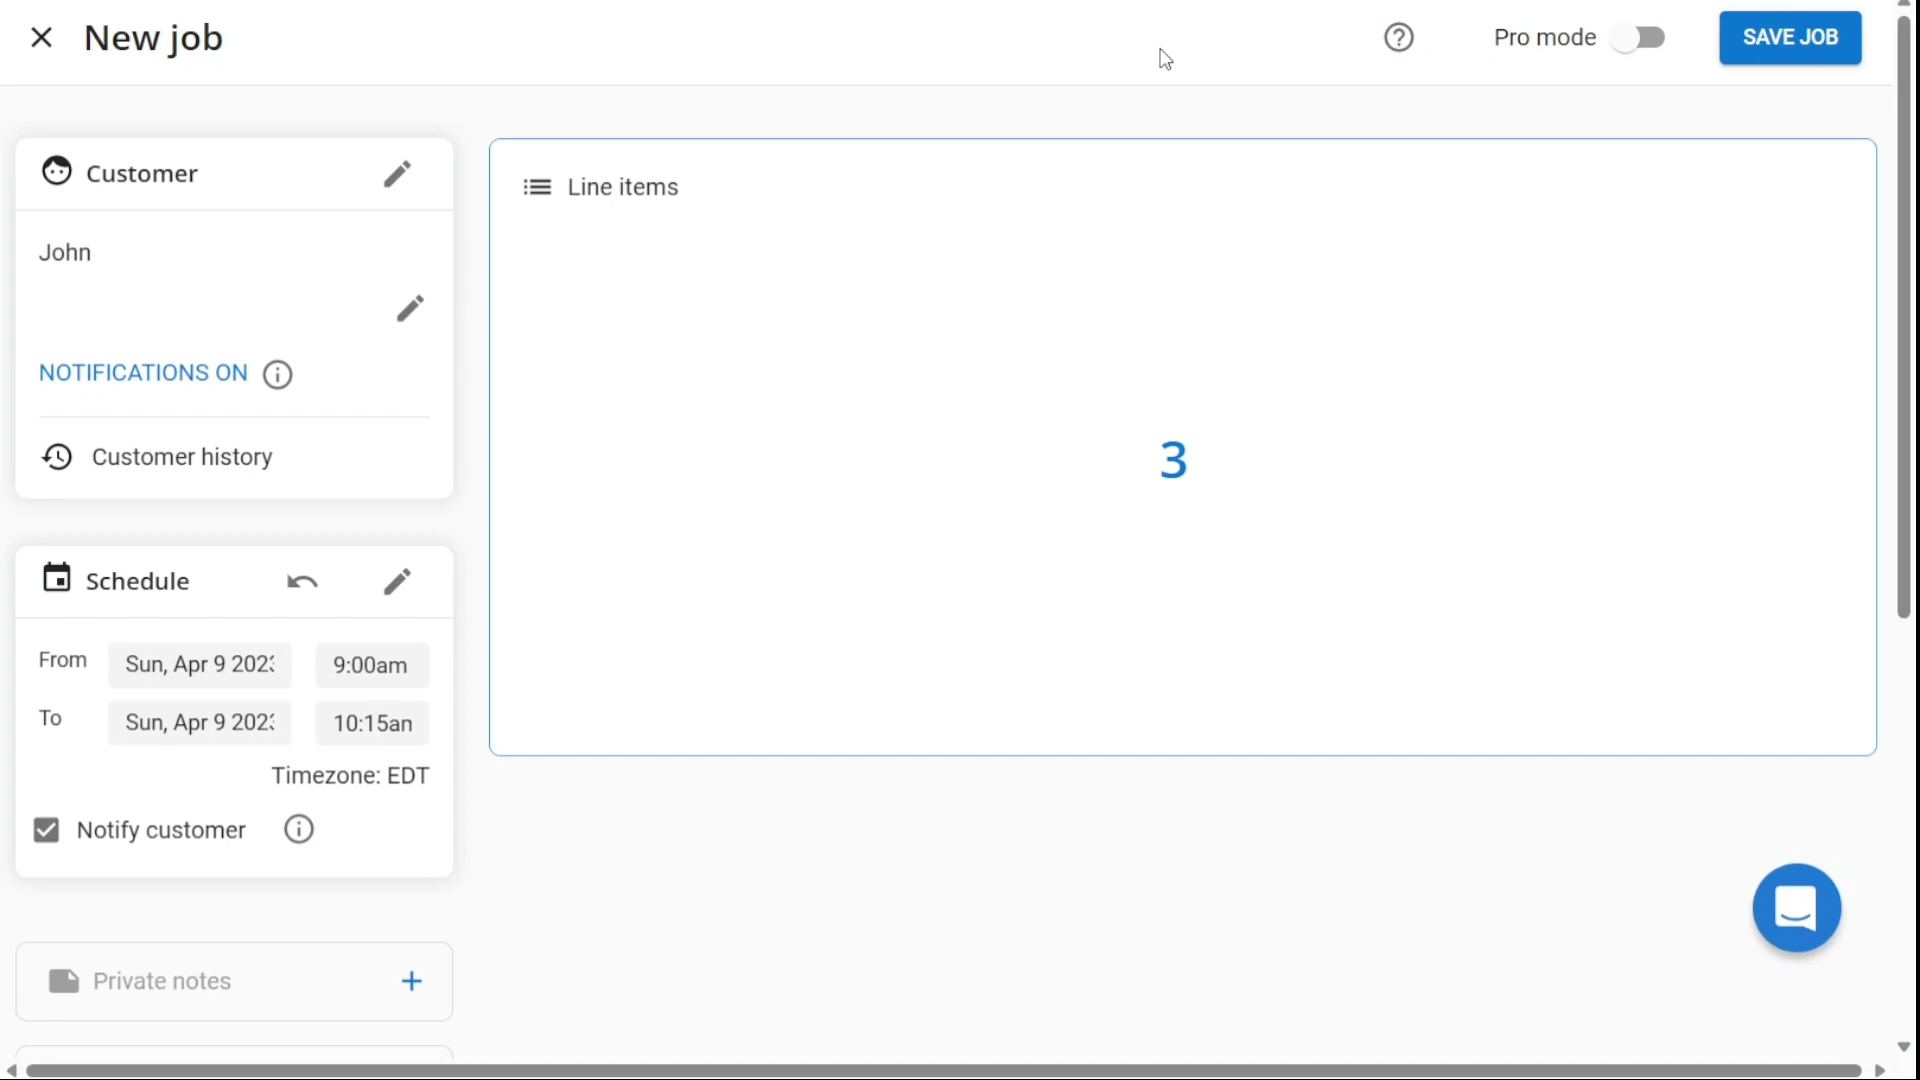 New job
Pro mode
SAVE JOB
Customer
John
NOTIFICATIONS ON
Customer history
Schedule
From Sun, Apr 9 202 9:00am
To Sun, Apr 9 202 10:15a
Timezone: EDT
Notify customer
Private notes
Line items
3